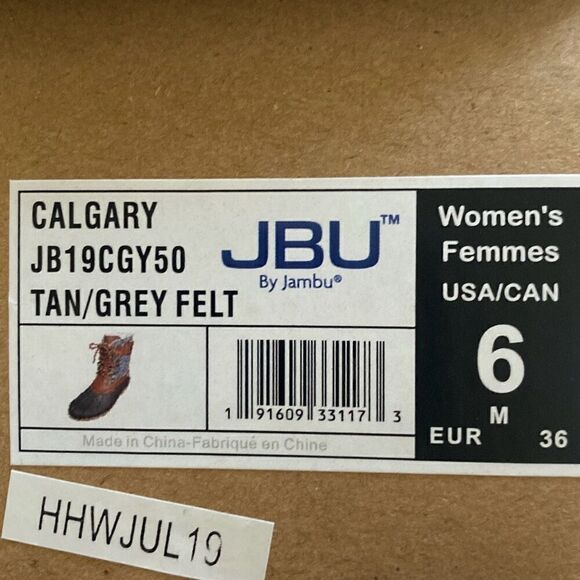 CALGARY
JB19CGY50
TAN/GREY FELT
JBU™
By Jambu®
Women's
Femmes
USA/CAN
6
M
EUR 36
1 91609 33117 3
Made in China-Fabriqué en Chine
HHWJUL19